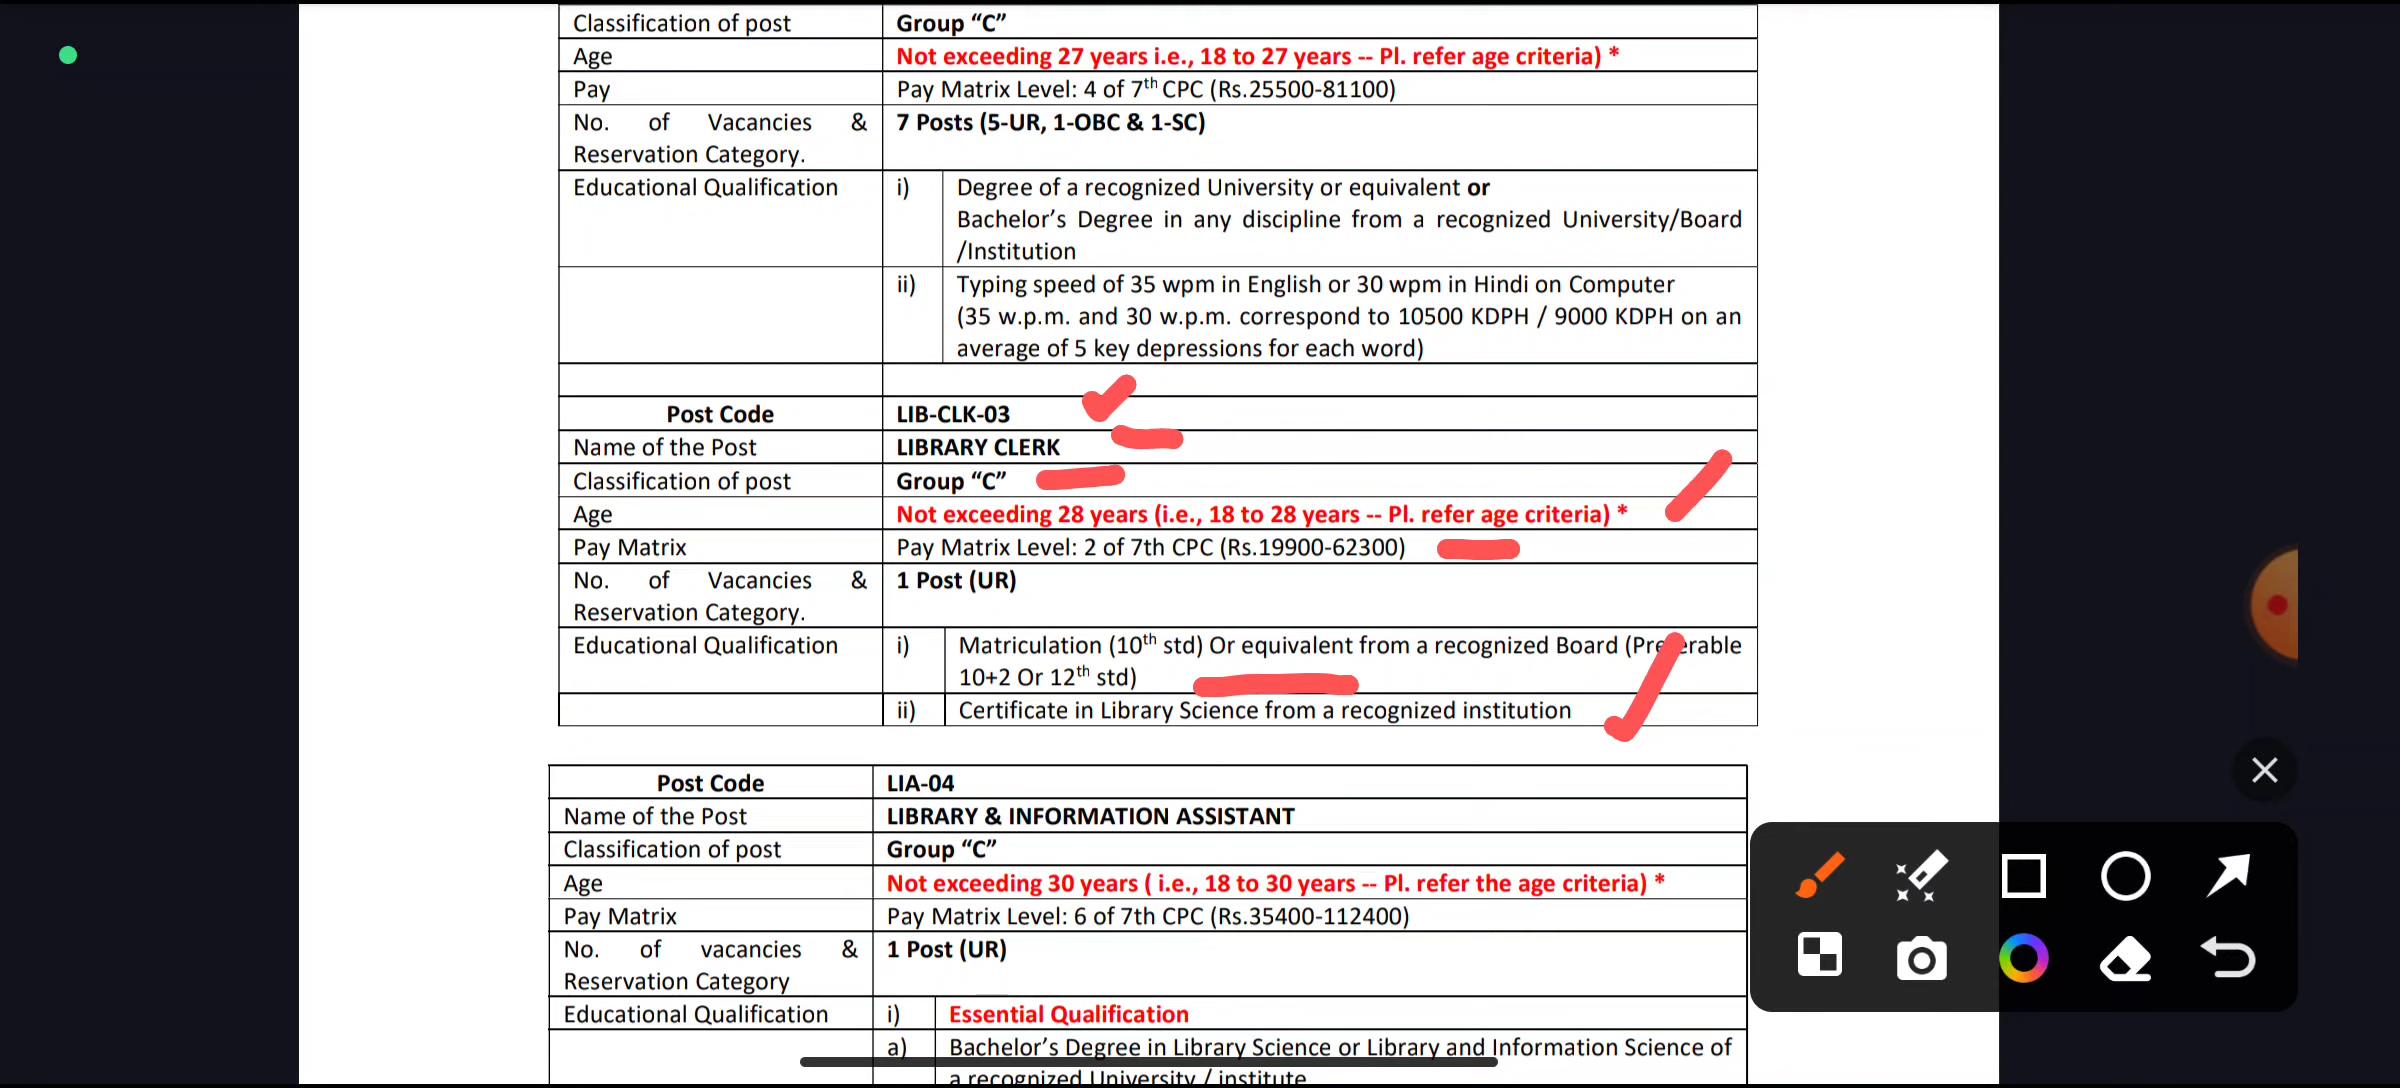 Classification of post Group “C”
Age Not exceeding 27 years i.e., 18 to 27 years -- Pl. refer age criteria) *
Pay Pay Matrix Level: 4 of 7th CPC (Rs.25500-81100)
No. of Vacancies & 7 Posts (5-UR, 1-OBC & 1-SC)
Reservation Category.
Educational Qualification i) Degree of a recognized University or equivalent or
Bachelor’s Degree in any discipline from a recognized University/Board
/Institution
ii) Typing speed of 35 wpm in English or 30 wpm in Hindi on Computer
(35 w.p.m. and 30 w.p.m. correspond to 10500 KDPH / 9000 KDPH on an
average of 5 key depressions for each word)
Post Code LIB-CLK-03
Name of the Post LIBRARY CLERK
Classification of post Group “C”
Age Not exceeding 28 years (i.e., 18 to 28 years -- Pl. refer age criteria) *
Pay Matrix Pay Matrix Level: 2 of 7th CPC (Rs.19900-62300)
No. of Vacancies & 1 Post (UR)
Reservation Category.
Educational Qualification i) Matriculation (10th std) Or equivalent from a recognized Board (Preferable
10+2 Or 12th std)
ii) Certificate in Library Science from a recognized institution
Post Code LIA-04
Name of the Post LIBRARY & INFORMATION ASSISTANT
Classification of post Group “C”
Age Not exceeding 30 years ( i.e., 18 to 30 years -- Pl. refer the age criteria) *
Pay Matrix Pay Matrix Level: 6 of 7th CPC (Rs.35400-112400)
No. of vacancies & 1 Post (UR)
Reservation Category
Educational Qualification i) Essential Qualification
a) Bachelor’s Degree in Library Science or Library and Information Science of
a recognized University / institute